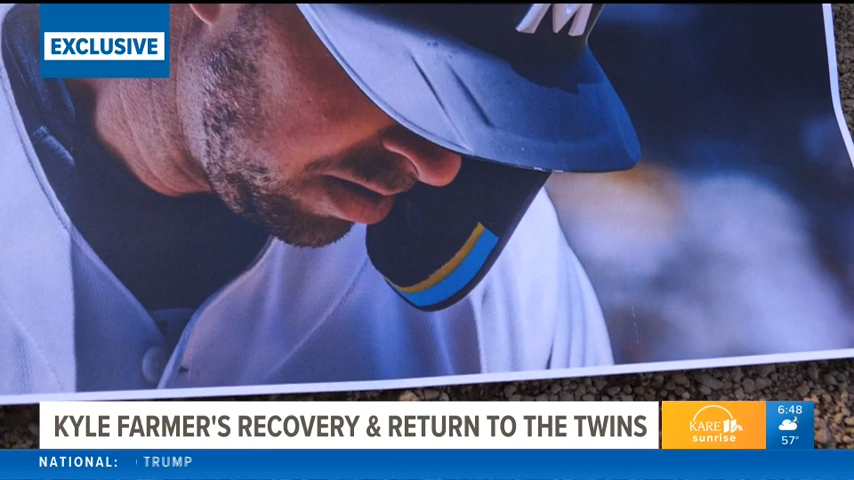 EXCLUSIVE
M
KYLE FARMER'S RECOVERY & RETURN TO THE TWINS
KARE 11
sunrise
6:48
57°
NATIONAL: TRUMP